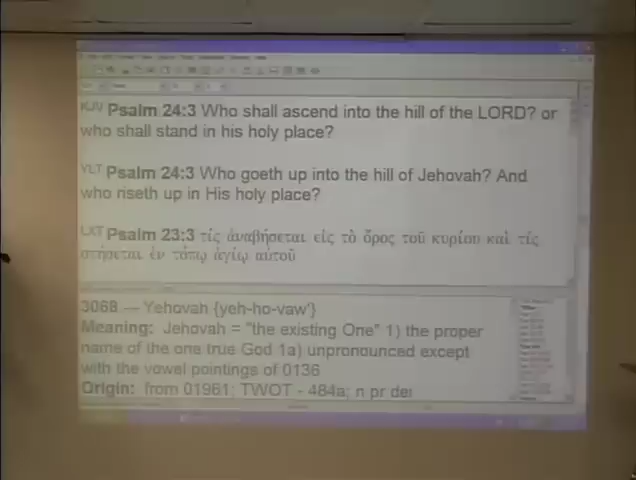 KJV Psalm 24:3 Who shall ascend into the hill of the LORD? or
who shall stand in his holy place?
YLT Psalm 24:3 Who goeth up into the hill of Jehovah? And
who riseth up in His holy place?
LXT Psalm 23:3 τίς ἀναβήσεται εἰς τὸ ὄρος τοῦ κυρίου καὶ τίς
στήσεται ἐν τόπῳ ἁγίῳ αὐτοῦ
3068 --- Yehovah {yeh-ho-vaw'}
Meaning: Jehovah = "the existing One" 1) the proper
name of the one true God 1a) unpronounced except
with the vowel pointings of 0136
Origin: from 01961; TWOT - 484a; n pr dei